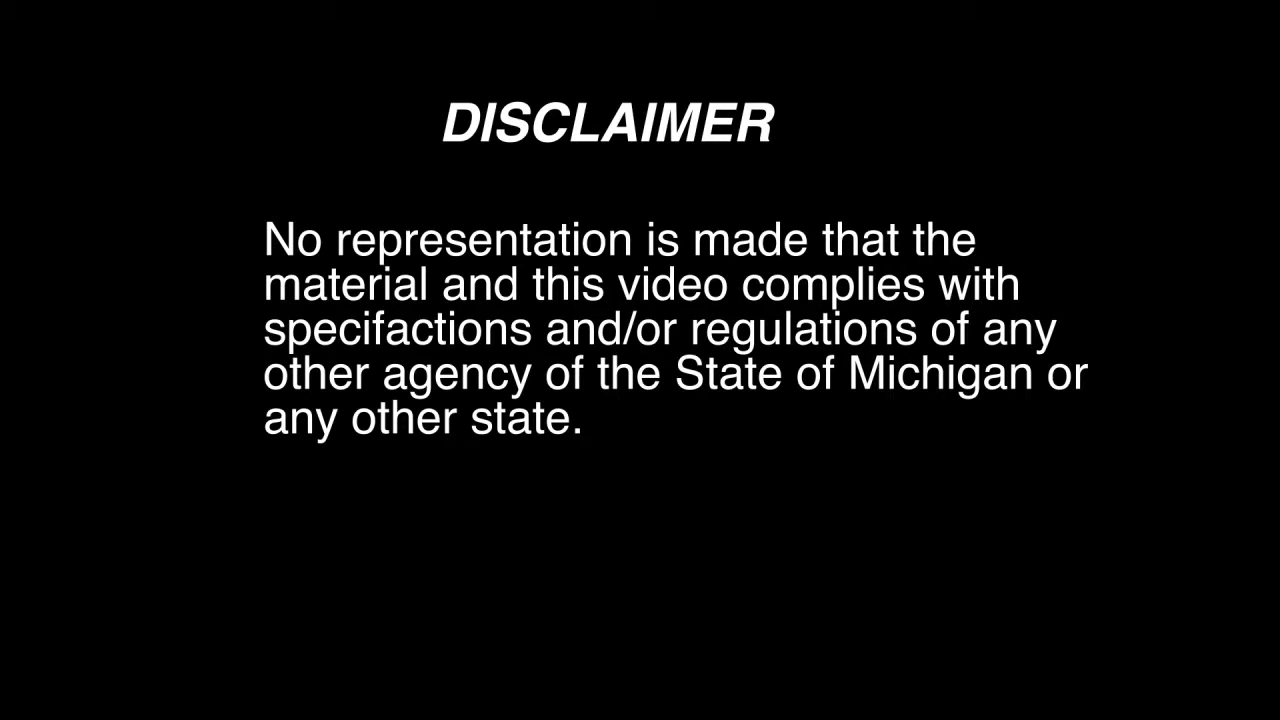 DISCLAIMER
No representation is made that the
material and this video complies with
specifactions and/or regulations of any
other agency of the State of Michigan or
any other state.